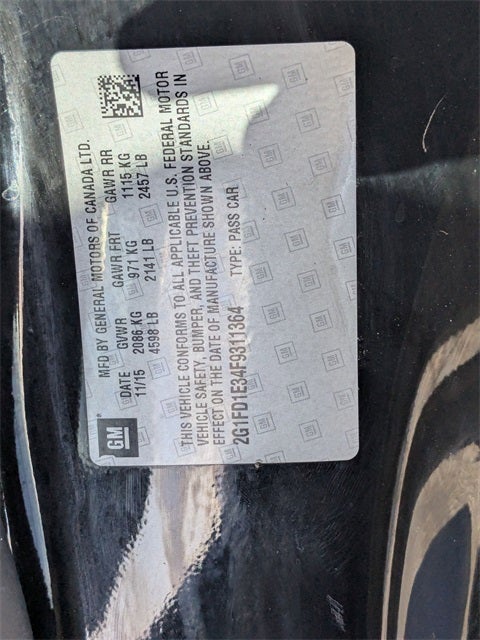 MFD BY GENERAL MOTORS OF CANADA LTD.
DATE GVWR GAWR FRT GAWR RR
11/15 2086 KG 971 KG 1115 KG
4598 LB 2141 LB 2457 LB
GM
THIS VEHICLE CONFORMS TO ALL APPLICABLE U.S. FEDERAL MOTOR
VEHICLE SAFETY, BUMPER, AND THEFT PREVENTION STANDARDS IN
EFFECT ON THE DATE OF MANUFACTURE SHOWN ABOVE.
2G1FD1E34F9311364 TYPE: PASS CAR